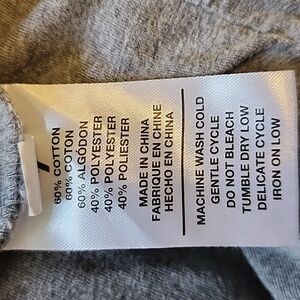 60% COTTON
60% COTTON
60% ALGODON
40% POLYESTER
40% POLYESTER
40% POLIESTER
MADE IN CHINA
FABRIQUE EN CHINE
HECHO EN CHINA
MACHINE WASH COLD
GENTLE CYCLE
DO NOT BLEACH
TUMBLE DRY LOW
DELICATE CYCLE
IRON ON LOW